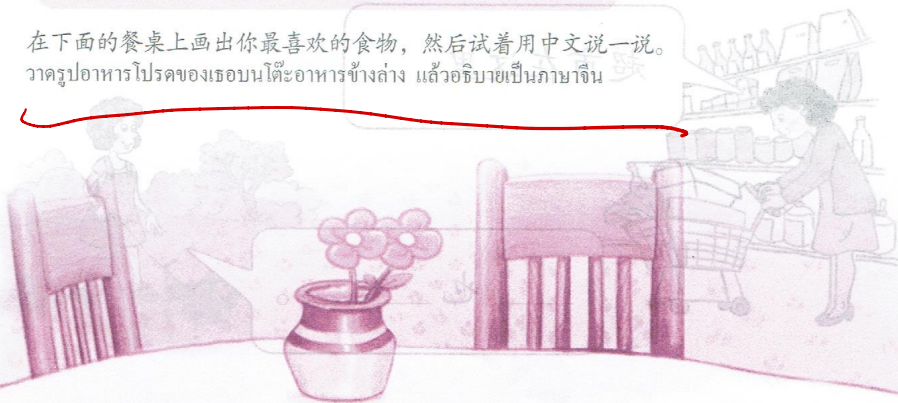 在下面的餐桌上画出你最喜欢的食物，然后试着用中文说一说。
วาดรูปอาหารโปรดของเธอบนโต๊ะอาหารข้างล่าง แล้วอธิบายเป็นภาษาจีน